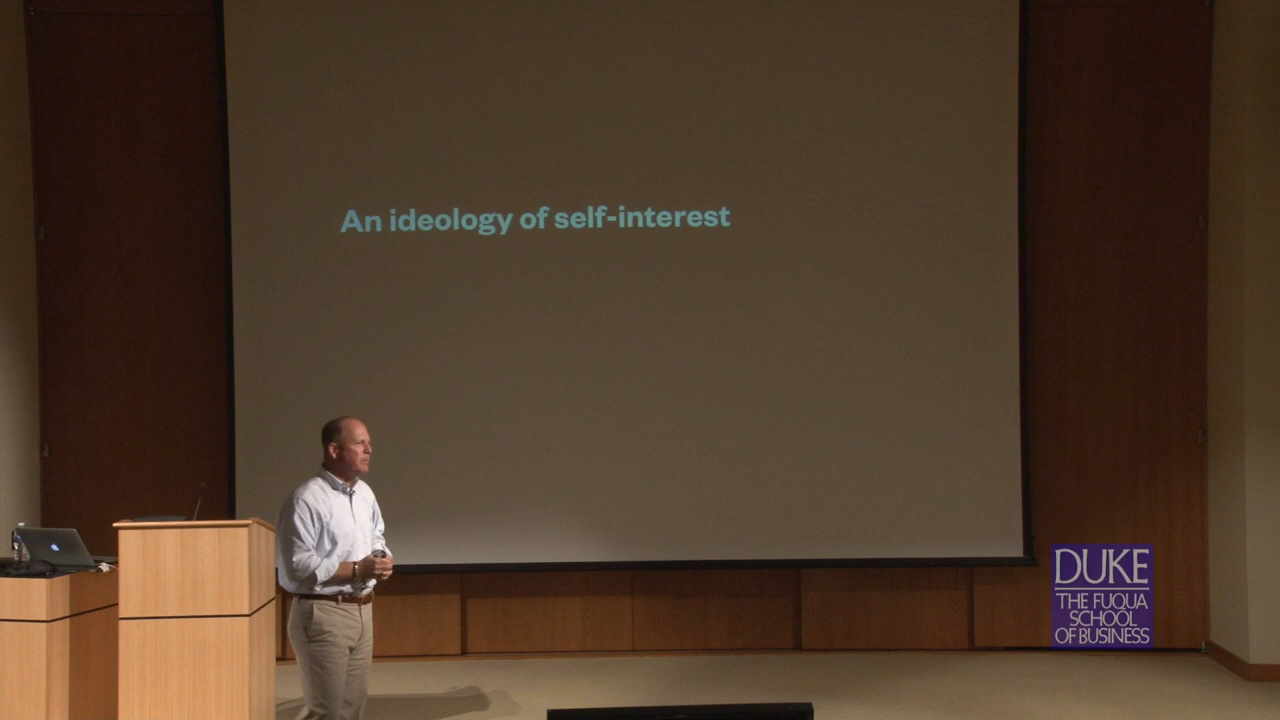 An ideology of self-interest
DUKE
THE FUQUA
SCHOOL
OF BUSINESS